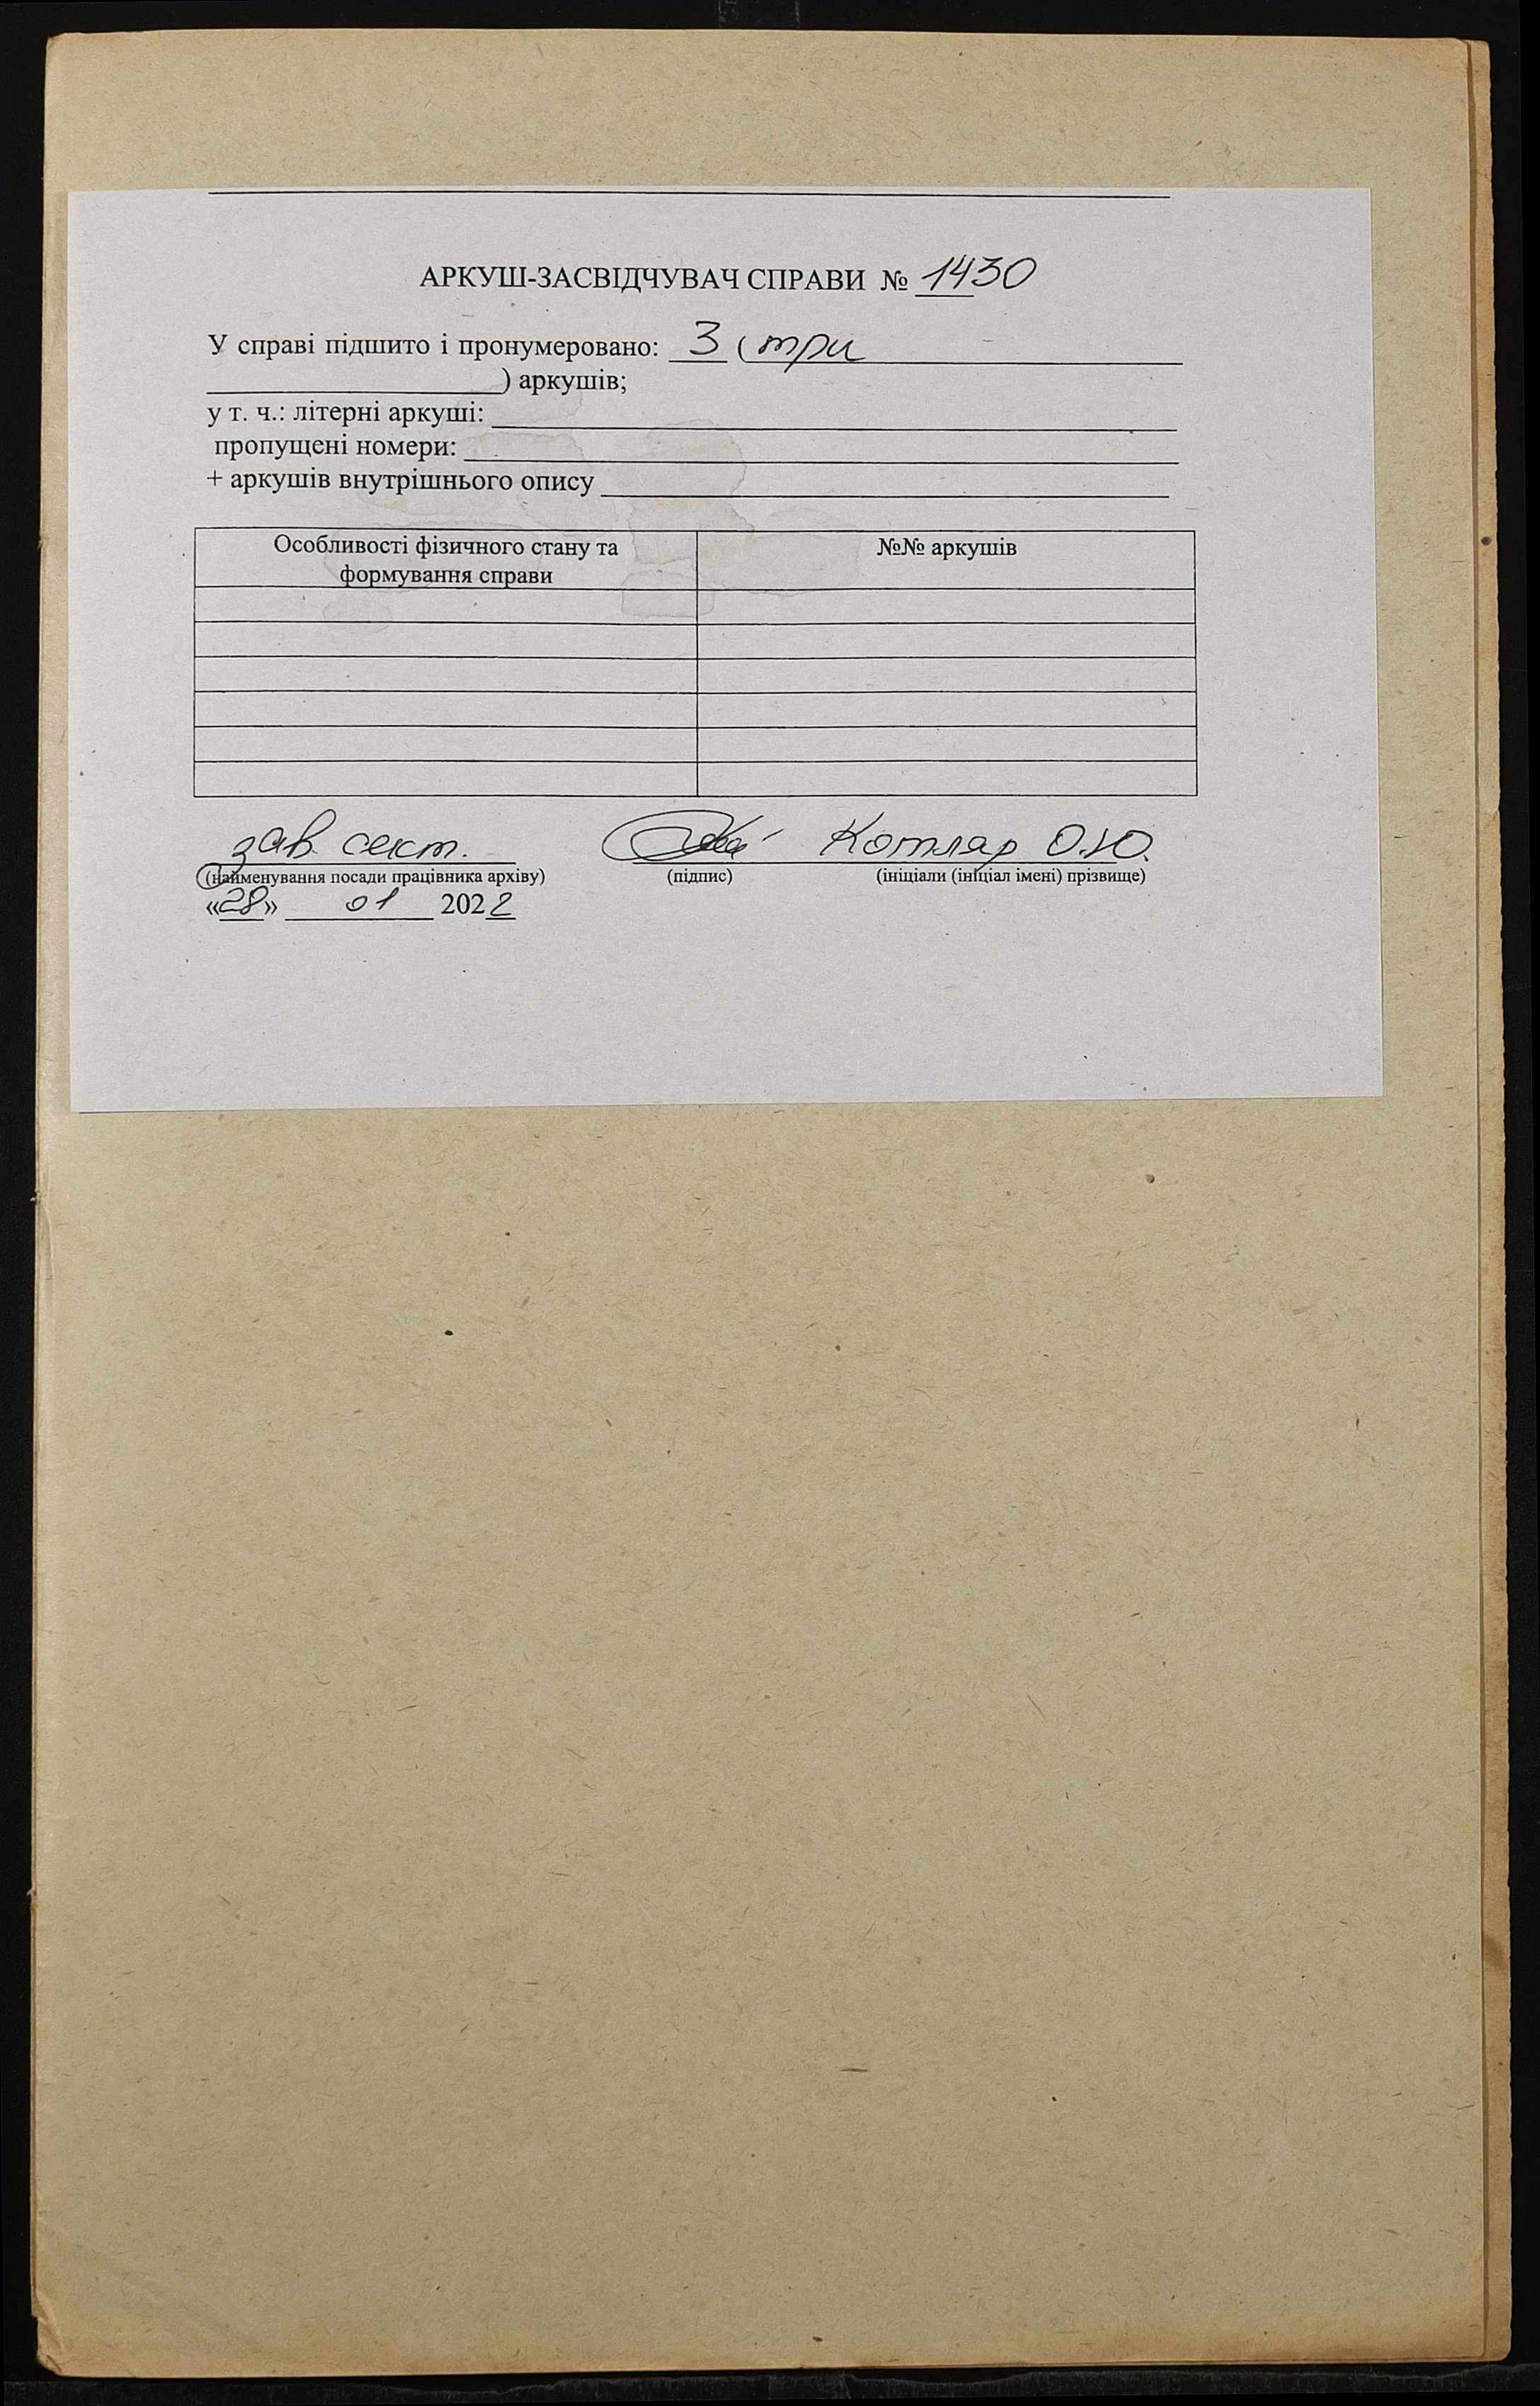 АРКУШ-ЗАСВІДЧУВАЧ СПРАВИ № 1430
У справі підшито і пронумеровано: 3 (три
) аркушів;
у т. ч.: літерні аркуші:
пропущені номери:
+ аркушів внутрішнього опису
Особливості фізичного стану та формування справи
№№ аркушів
зав. сект. Котляр О.Ю.
(найменування посади працівника архіву) (підпис) (ініціали (ініціал імені) прізвище)
«28» 01 2022